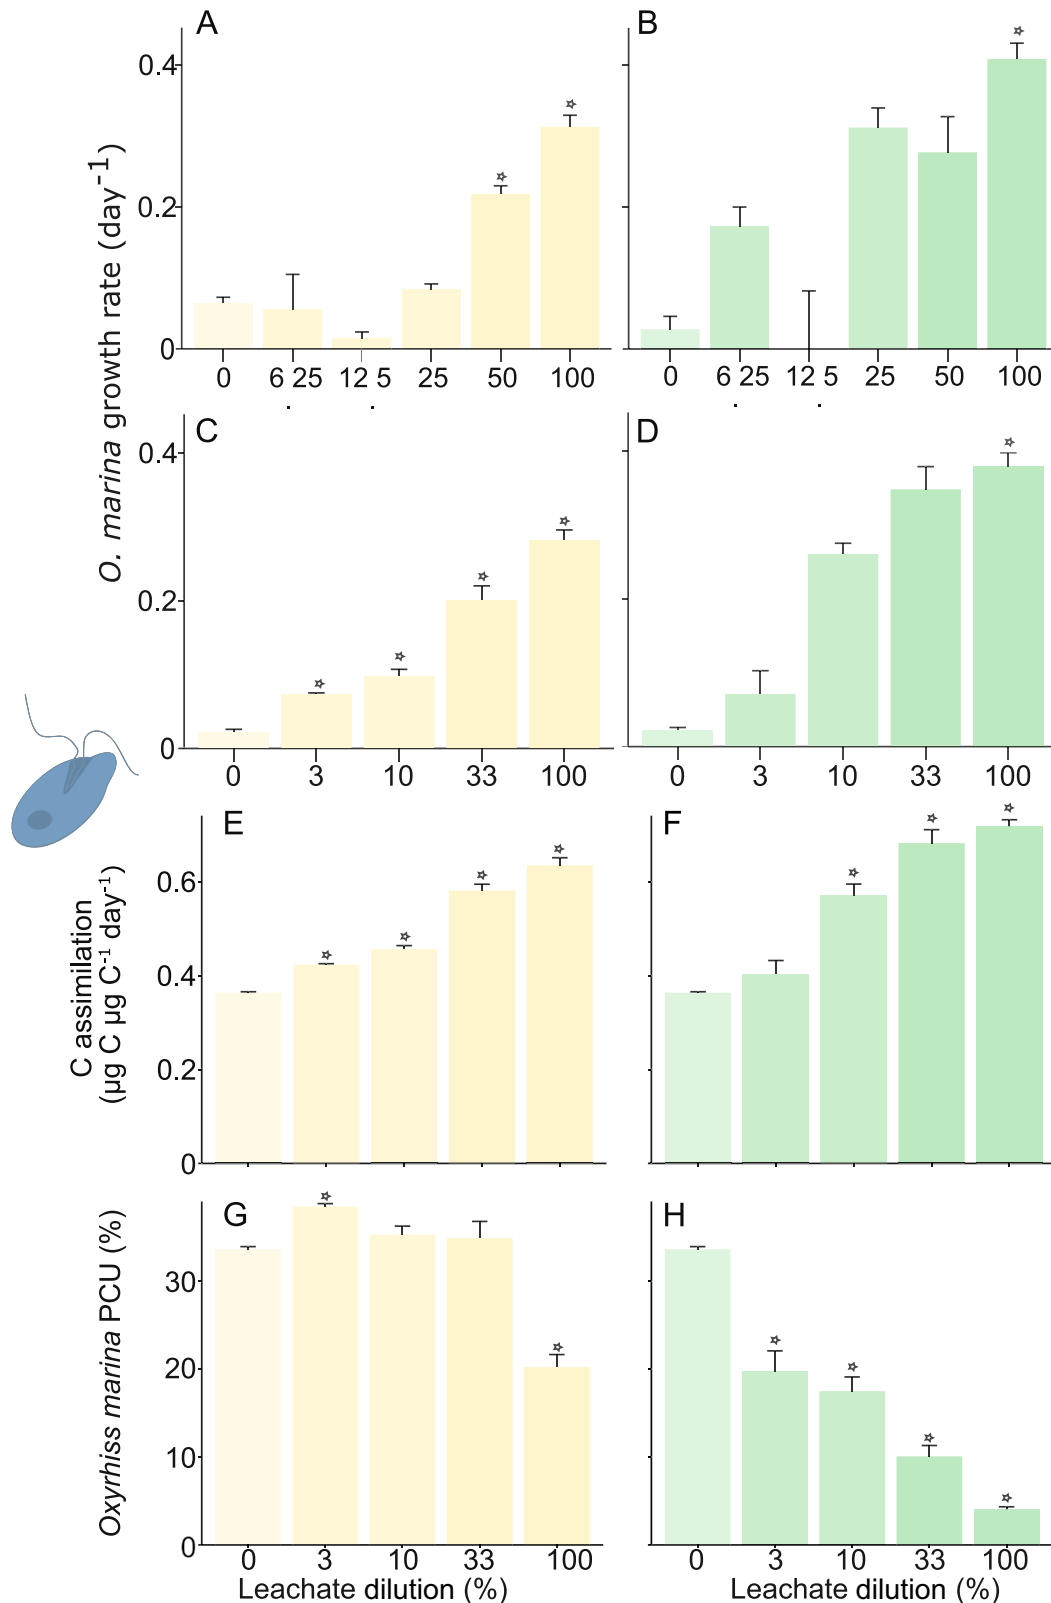 A
B
0.4
0.2
0
0 6 25 12 5 25 50 100
0 6 25 12 5 25 50 100
. .
. .
O. marina growth rate (day-1)
C
D
0.4
0.2
0
0 3 10 33 100
0 3 10 33 100
E
F
0.6
0.4
0.2
0
C assimilation
(µg C µg C-1 day-1)
G
H
30
20
10
0
Oxyrhiss marina PCU (%)
0 3 10 33 100
0 3 10 33 100
Leachate dilution (%)
Leachate dilution (%)